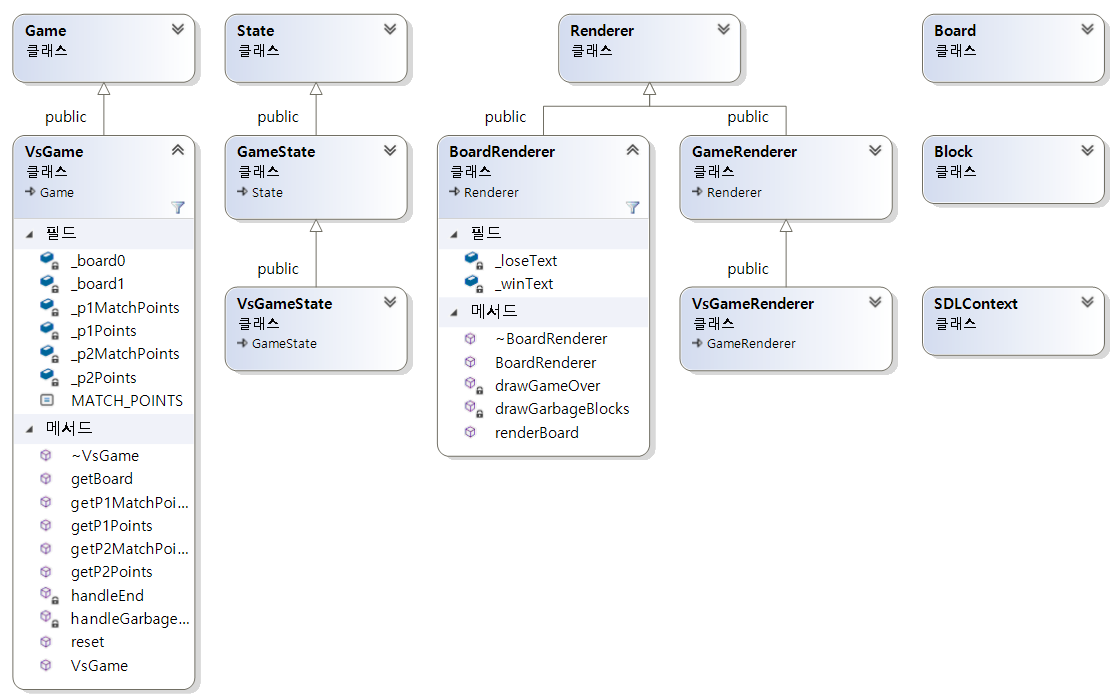 Game
클래스
State
클래스
Renderer
클래스
Board
클래스
public
public
public
public
VsGame
클래스
Game
필드
_board0
_board1
_p1MatchPoints
_p1Points
_p2MatchPoints
_p2Points
MATCH_POINTS
메서드
~VsGame
getBoard
getP1MatchPoi...
getP1Points
getP2MatchPoi...
getP2Points
handleEnd
handleGarbage...
reset
VsGame
GameState
클래스
State
public
VsGameState
클래스
GameState
BoardRenderer
클래스
Renderer
필드
_loseText
_winText
메서드
~BoardRenderer
BoardRenderer
drawGameOver
drawGarbageBlocks
renderBoard
GameRenderer
클래스
Renderer
public
VsGameRenderer
클래스
GameRenderer
Block
클래스
SDLContext
클래스